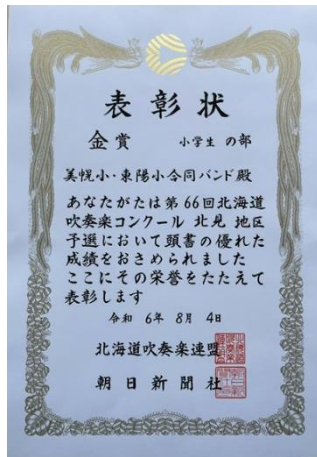 表彰状
金賞 小学生 の部
美幌小・東陽小合同バンド殿
あなたがたは第66回北海道
吹奏楽コンクール 北見 地区
予選において頭書の優れた
成績をおさめられました
ここにその栄誉をたたえて
表彰します
令和 6年 8月 4日
北海道吹奏楽連盟
朝日新聞社